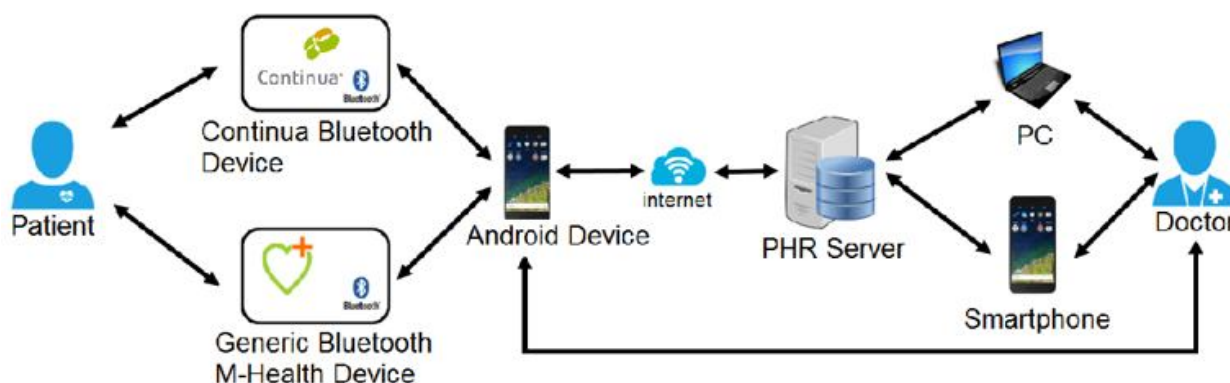 Continua
Bluetooth
Continua Bluetooth
Device
Patient
Bluetooth
Generic Bluetooth
M-Health Device
Android Device
internet
PHR Server
PC
Smartphone
Doctor